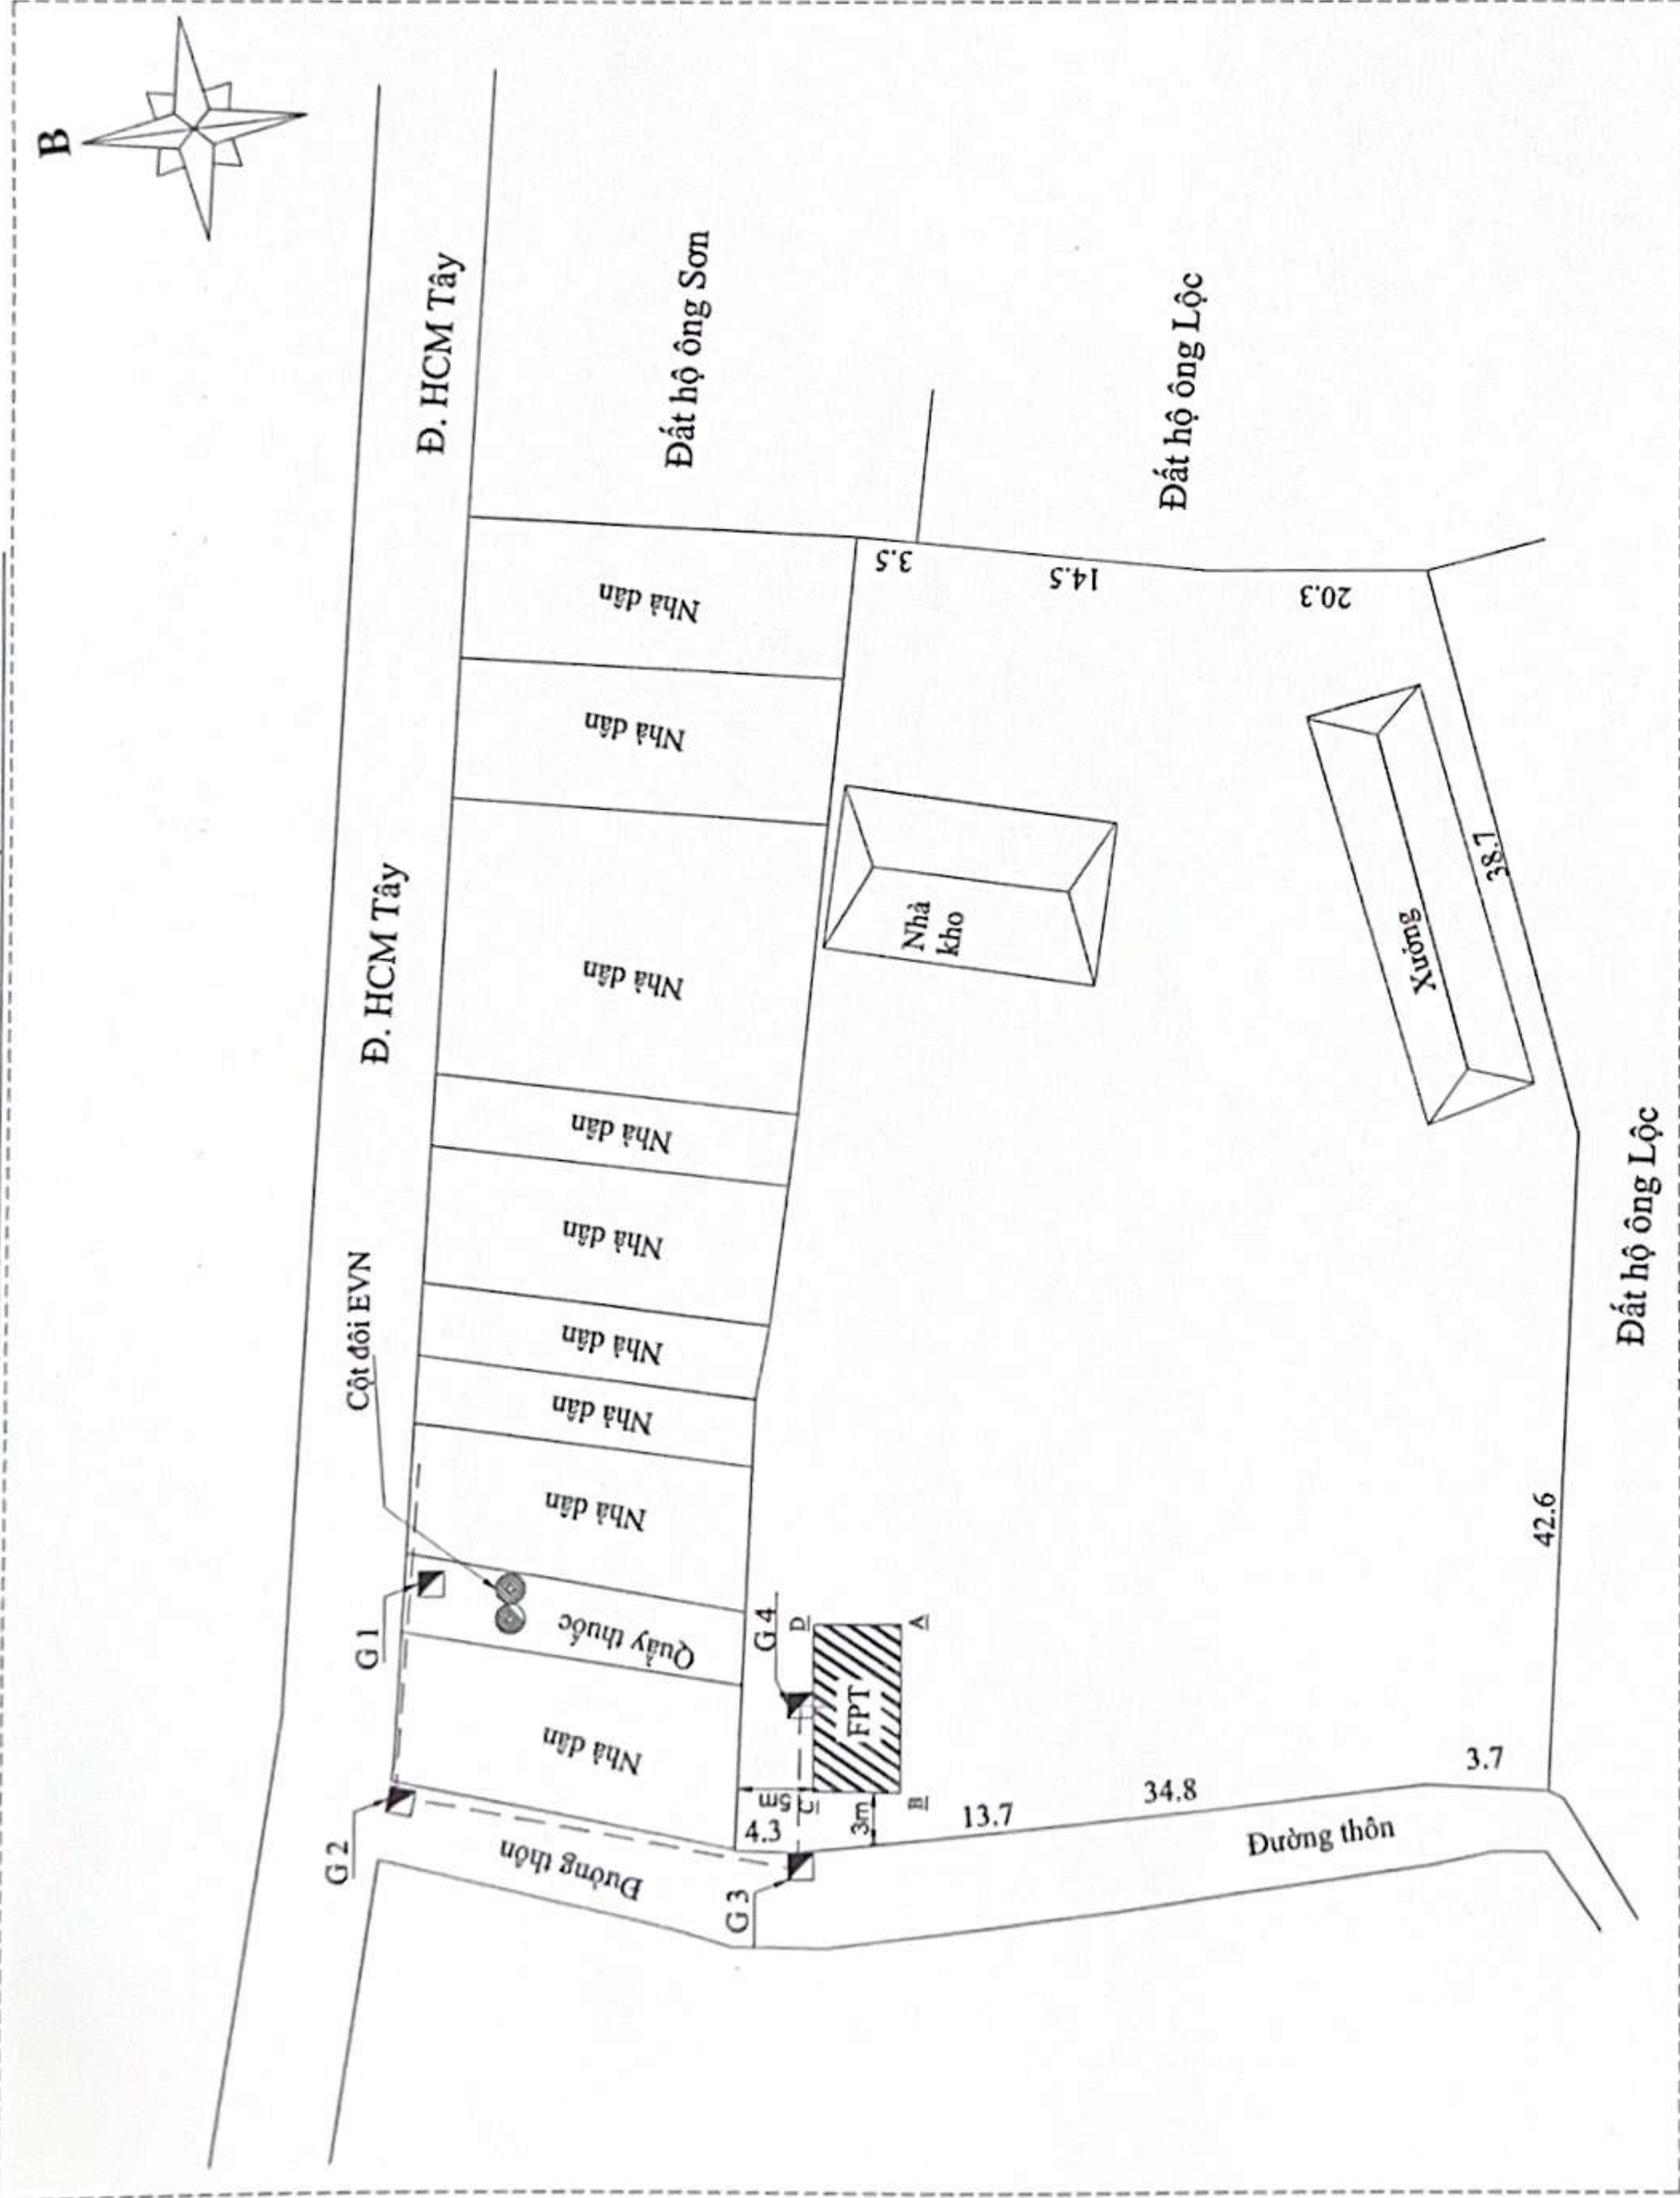 B
Đ. HCM Tây
Đ. HCM Tây
Đất hộ ông Sơn
Đất hộ ông Lộc
Đất hộ ông Lộc
Nhà dân
Nhà dân
Nhà dân
Nhà dân
Nhà dân
Nhà dân
Nhà dân
Nhà dân
Quầy thuốc
Nhà dân
Cột đôi EVN
G 1
G 2
G 3
G 4
Nhà
kho
Xưởng
FPT
D
A
C
B
5m
3m
4.3
13.7
34.8
3.7
42.6
38.7
20.3
14.5
3.5
Đường thôn
Đường thôn